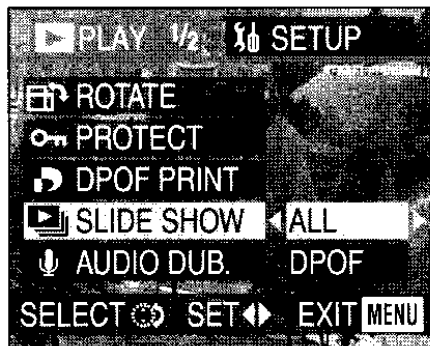 PLAY 1/2 SETUP
ROTATE
PROTECT
DPOF PRINT
SLIDE SHOW ALL
AUDIO DUB. DPOF
SELECT SET EXIT MENU